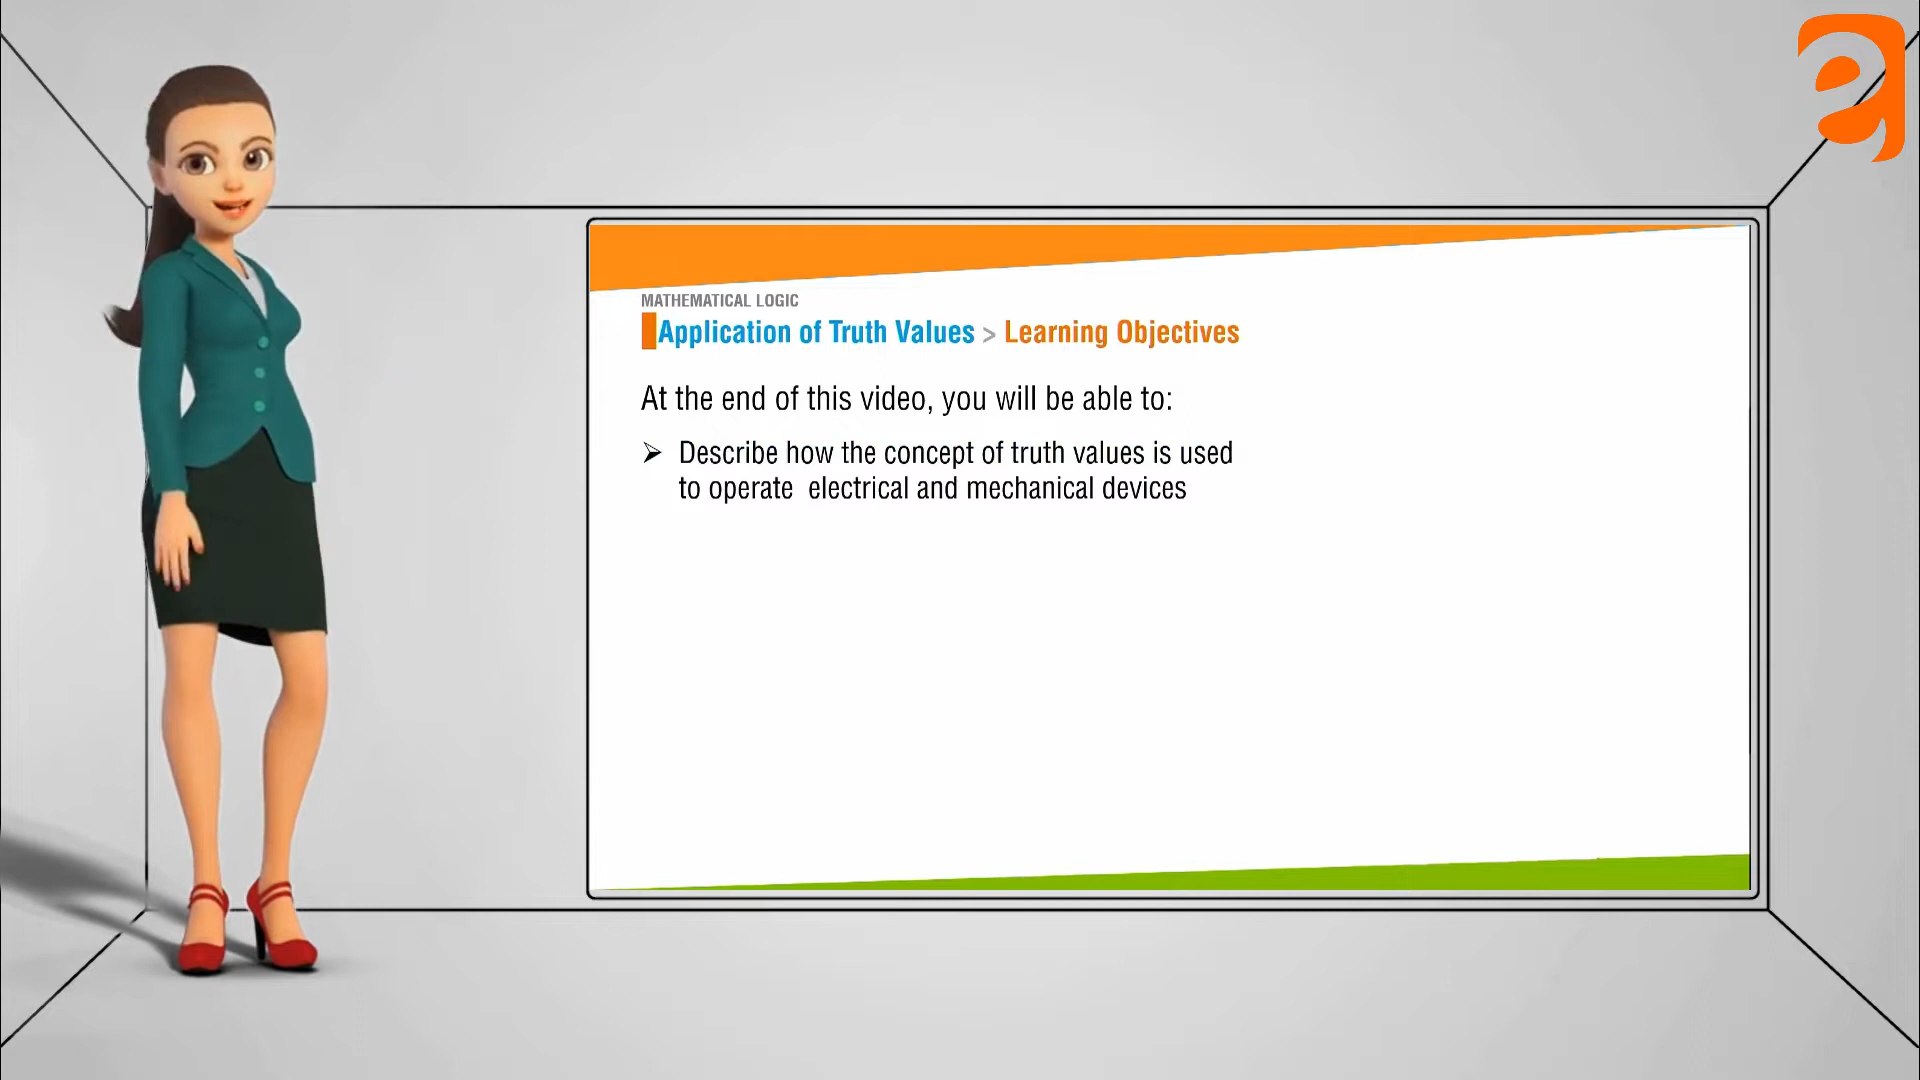 MATHEMATICAL LOGIC
Application of Truth Values > Learning Objectives
At the end of this video, you will be able to:
➢ Describe how the concept of truth values is used
to operate electrical and mechanical devices